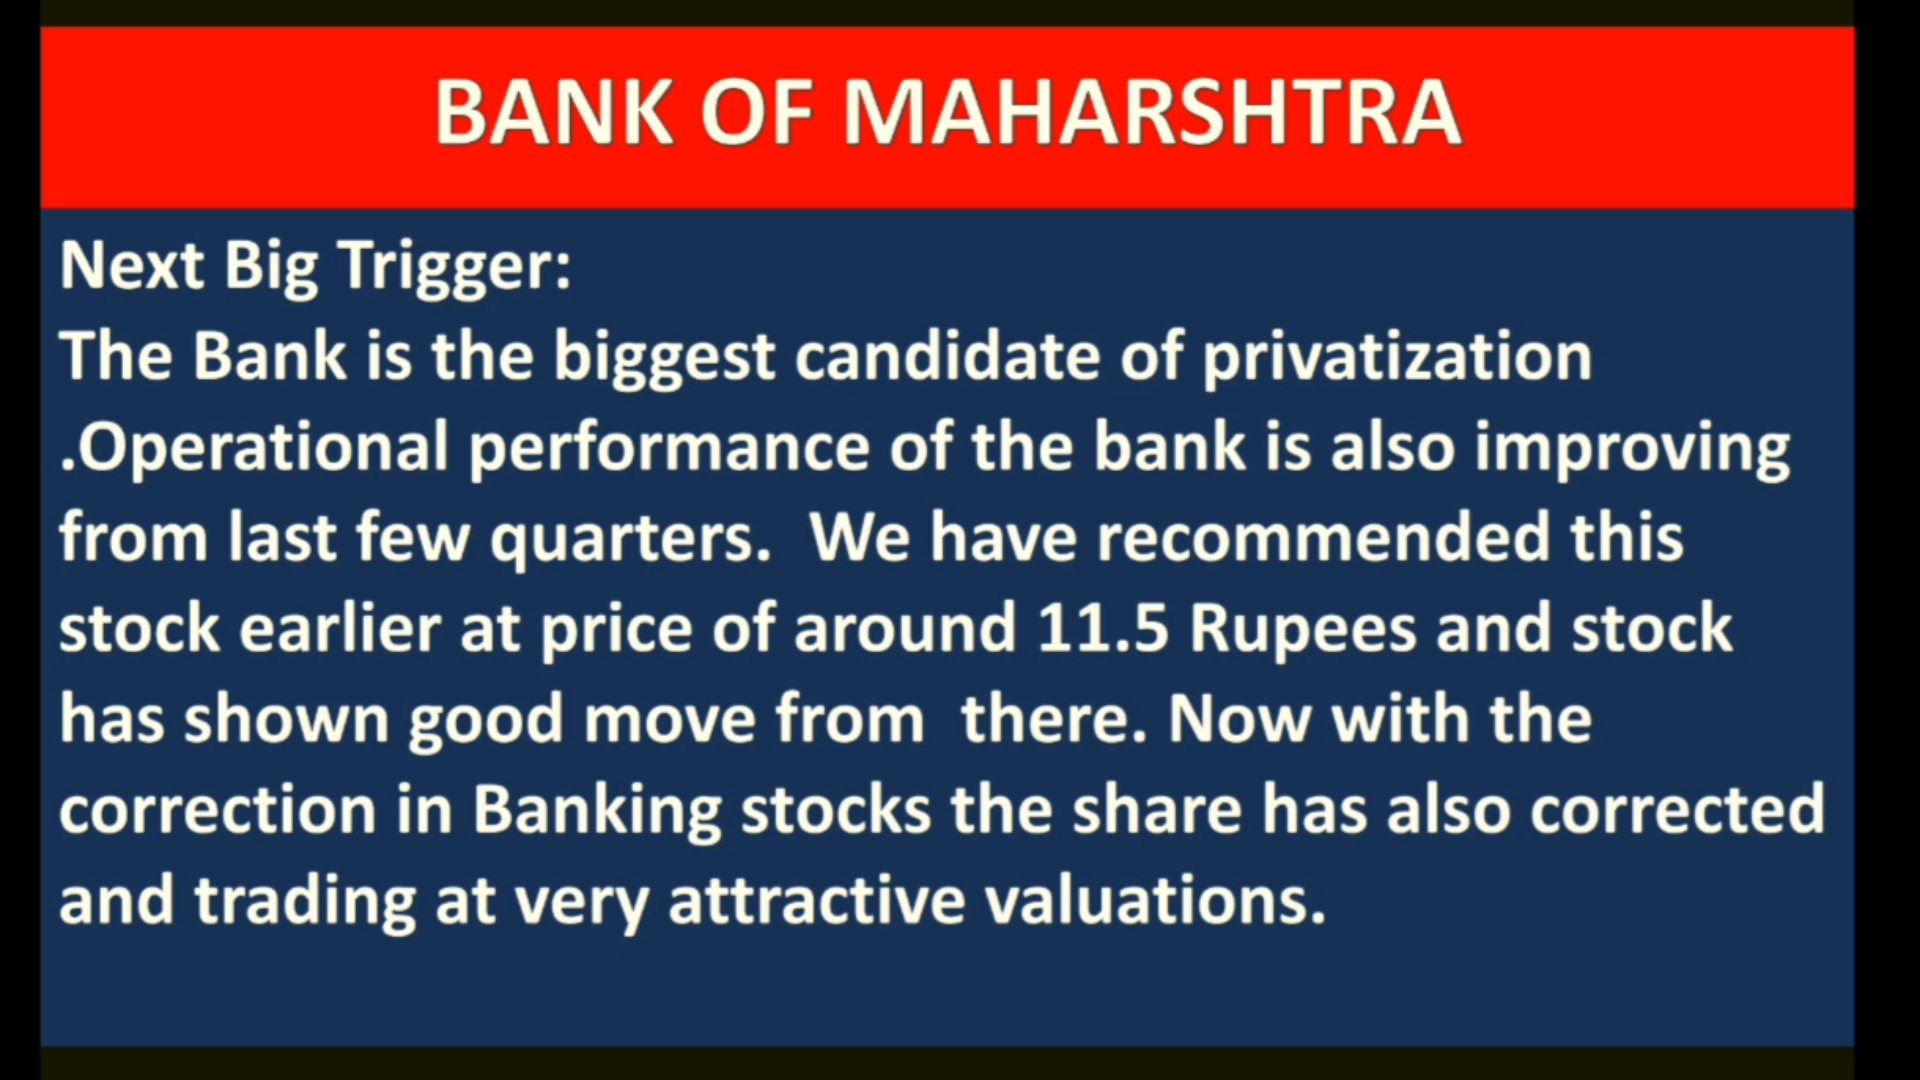 BANK OF MAHARSHTRA
Next Big Trigger:
The Bank is the biggest candidate of privatization
.Operational performance of the bank is also improving
from last few quarters.  We have recommended this
stock earlier at price of around 11.5 Rupees and stock
has shown good move from  there. Now with the
correction in Banking stocks the share has also corrected
and trading at very attractive valuations.